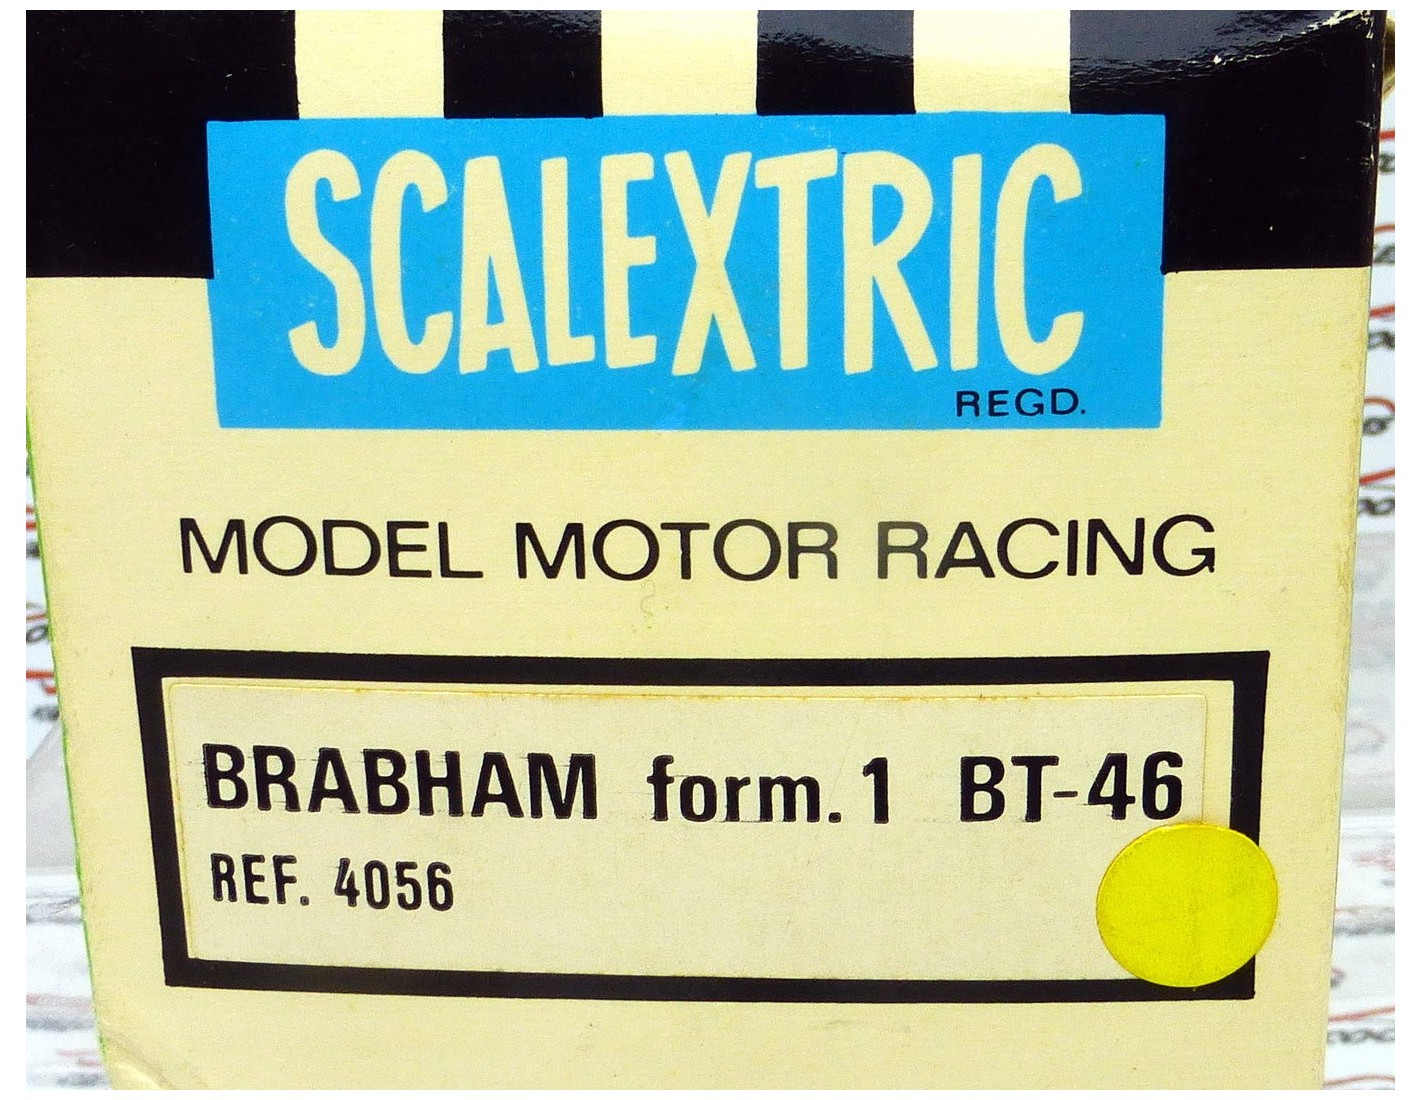 SCALEXTRIC
REGD.
MODEL MOTOR RACING
BRABHAM form. 1 BT-46
REF. 4056